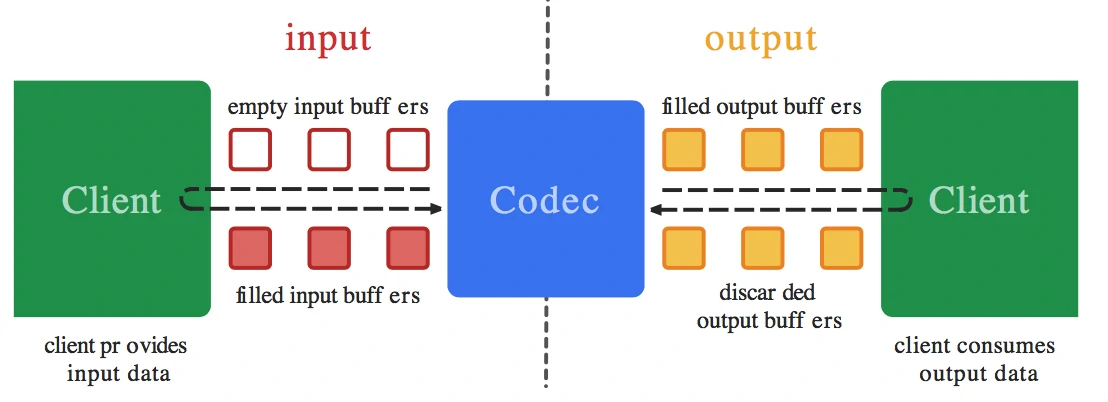 input
output
empty input buff ers
filled output buff ers
Client
Codec
Client
filled input buff ers
discar ded
output buff ers
client pr ovides
input data
client consumes
output data